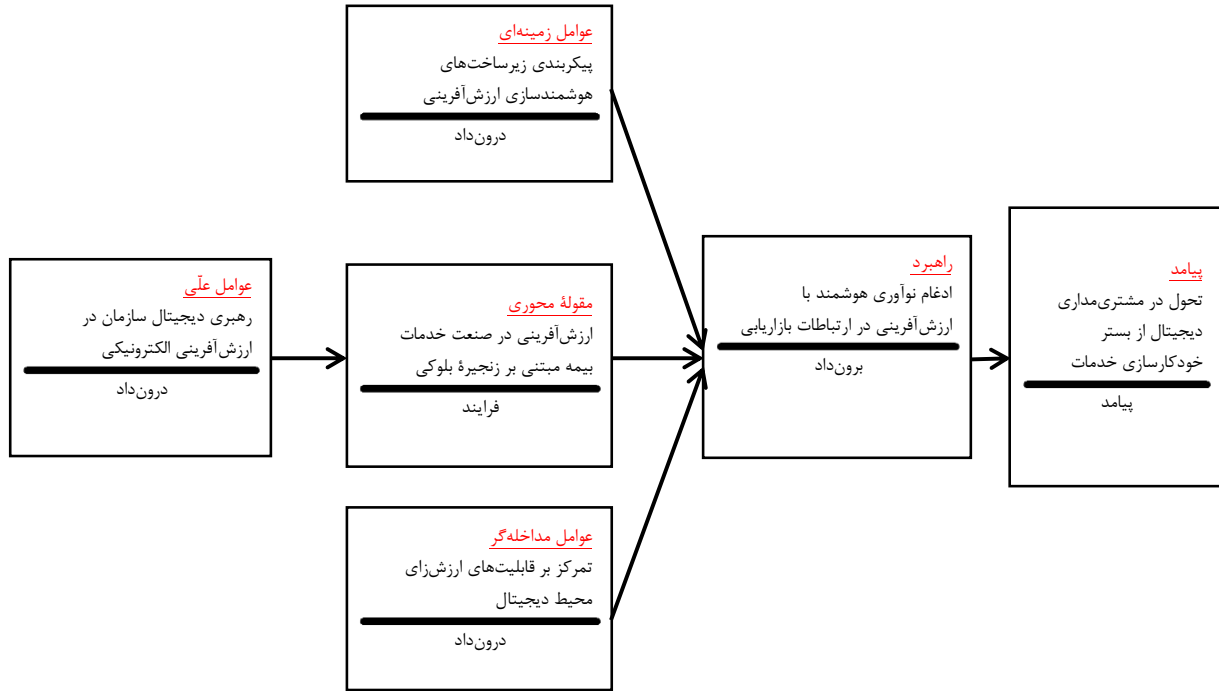 عوامل زمینه‌ای
پیکربندی زیرساخت‌های
هوشمندسازی ارزش‌آفرینی
درون‌داد
عوامل علّی
رهبری دیجیتال سازمان در
ارزش‌آفرینی الکترونیکی
درون‌داد
مقولهٔ محوری
ارزش‌آفرینی در صنعت خدمات
بیمه مبتنی بر زنجیرهٔ بلوکی
فرایند
عوامل مداخله‌گر
تمرکز بر قابلیت‌های ارزش‌زای
محیط دیجیتال
درون‌داد
راهبرد
ادغام نوآوری هوشمند با
ارزش‌آفرینی در ارتباطات بازاریابی
برون‌داد
پیامد
تحول در مشتری‌مداری
دیجیتال از بستر
خودکارسازی خدمات
پیامد